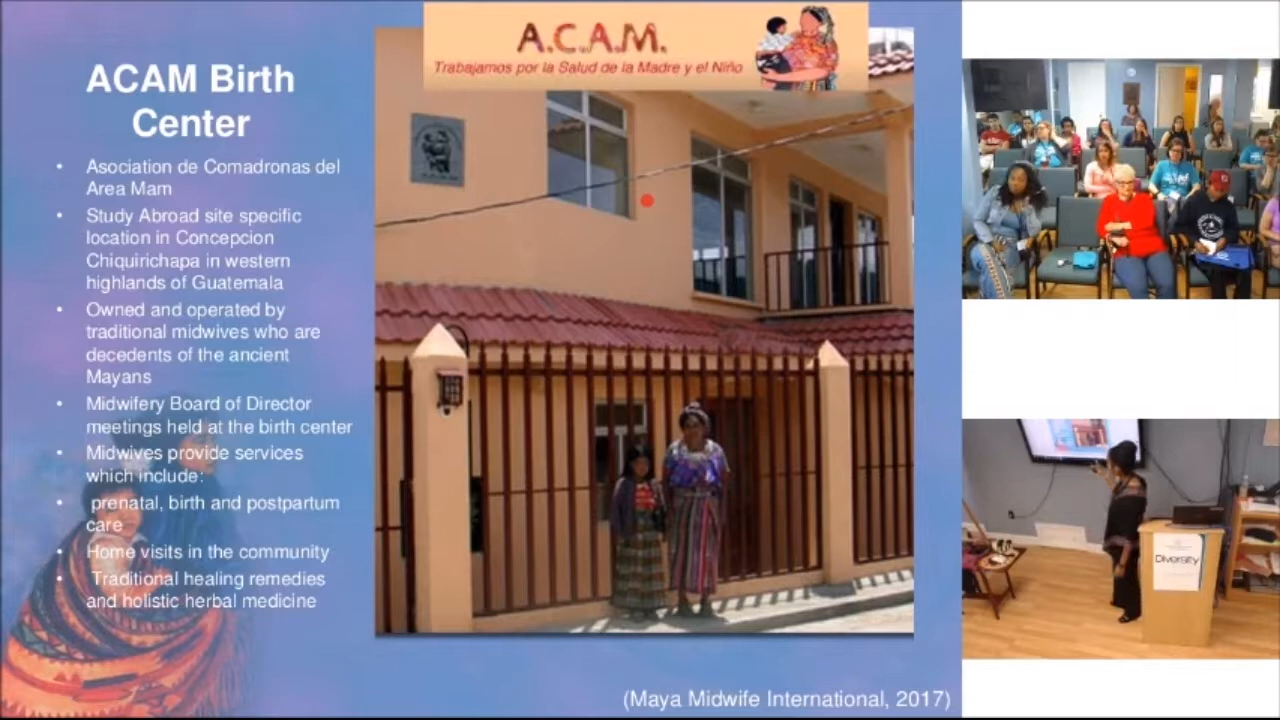 A.C.A.M.
Trabajamos por la Salud de la Madre y el Niño
ACAM Birth
Center
• Asociation de Comadronas del
Area Mam
• Study Abroad site specific
location in Concepcion
Chiquirichapa in western
highlands of Guatemala
• Owned and operated by
traditional midwives who are
decedents of the ancient
Mayans
• Midwifery Board of Director
meetings held at the birth center
• Midwives provide services
which include:
• prenatal, birth and postpartum
care
• Home visits in the community
• Traditional healing remedies
and holistic herbal medicine
(Maya Midwife International, 2017)
Diversity